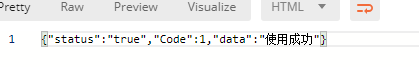 Pretty Raw Preview Visualize HTML
1 {"status":"true","Code":1,"data":"使用成功"}